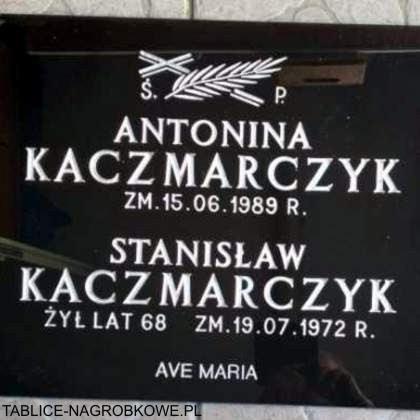 Ś. P.
ANTONINA
KACZMARCZYK
ZM. 15.06.1989 R.
STANISŁAW
KACZMARCZYK
ŻYŁ LAT 68 ZM. 19.07.1972 R.
AVE MARIA
TABLICE-NAGROBKOWE.PL